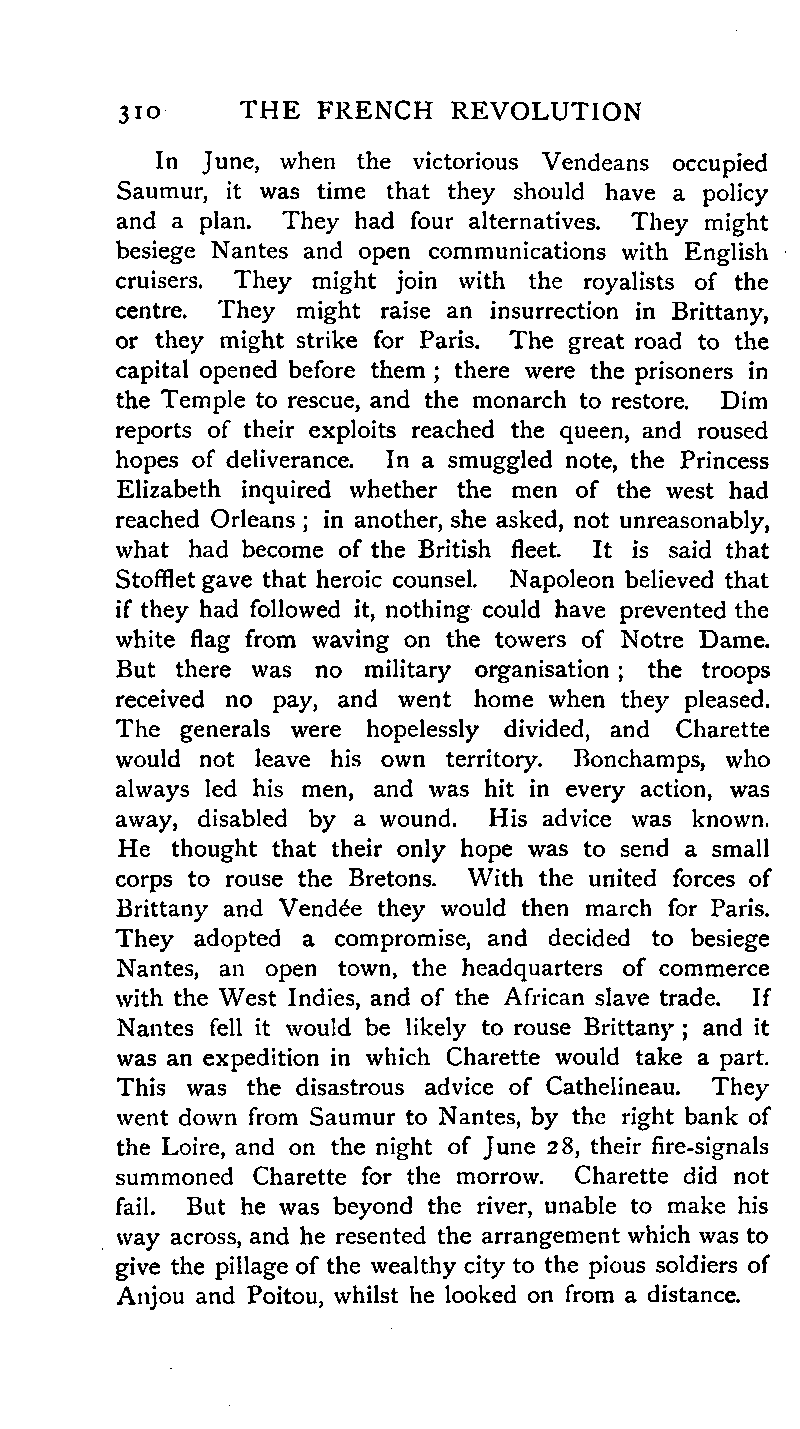 310 THE FRENCH REVOLUTION
In June, when the victorious Vendeans occupied
Saumur, it was time that they should have a policy
and a plan. They had four alternatives. They might
besiege Nantes and open communications with English
cruisers. They might join with the royalists of the
centre. They might raise an insurrection in Brittany,
or they might strike for Paris. The great road to the
capital opened before them ; there were the prisoners in
the Temple to rescue, and the monarch to restore. Dim
reports of their exploits reached the queen, and roused
hopes of deliverance. In a smuggled note, the Princess
Elizabeth inquired whether the men of the west had
reached Orleans ; in another, she asked, not unreasonably,
what had become of the British fleet. It is said that
Stofflet gave that heroic counsel. Napoleon believed that
if they had followed it, nothing could have prevented the
white flag from waving on the towers of Notre Dame.
But there was no military organisation ; the troops
received no pay, and went home when they pleased.
The generals were hopelessly divided, and Charette
would not leave his own territory. Bonchamps, who
always led his men, and was hit in every action, was
away, disabled by a wound. His advice was known.
He thought that their only hope was to send a small
corps to rouse the Bretons. With the united forces of
Brittany and Vendée they would then march for Paris.
They adopted a compromise, and decided to besiege
Nantes, an open town, the headquarters of commerce
with the West Indies, and of the African slave trade. If
Nantes fell it would be likely to rouse Brittany ; and it
was an expedition in which Charette would take a part.
This was the disastrous advice of Cathelineau. They
went down from Saumur to Nantes, by the right bank of
the Loire, and on the night of June 28, their fire-signals
summoned Charette for the morrow. Charette did not
fail. But he was beyond the river, unable to make his
way across, and he resented the arrangement which was to
give the pillage of the wealthy city to the pious soldiers of
Anjou and Poitou, whilst he looked on from a distance.